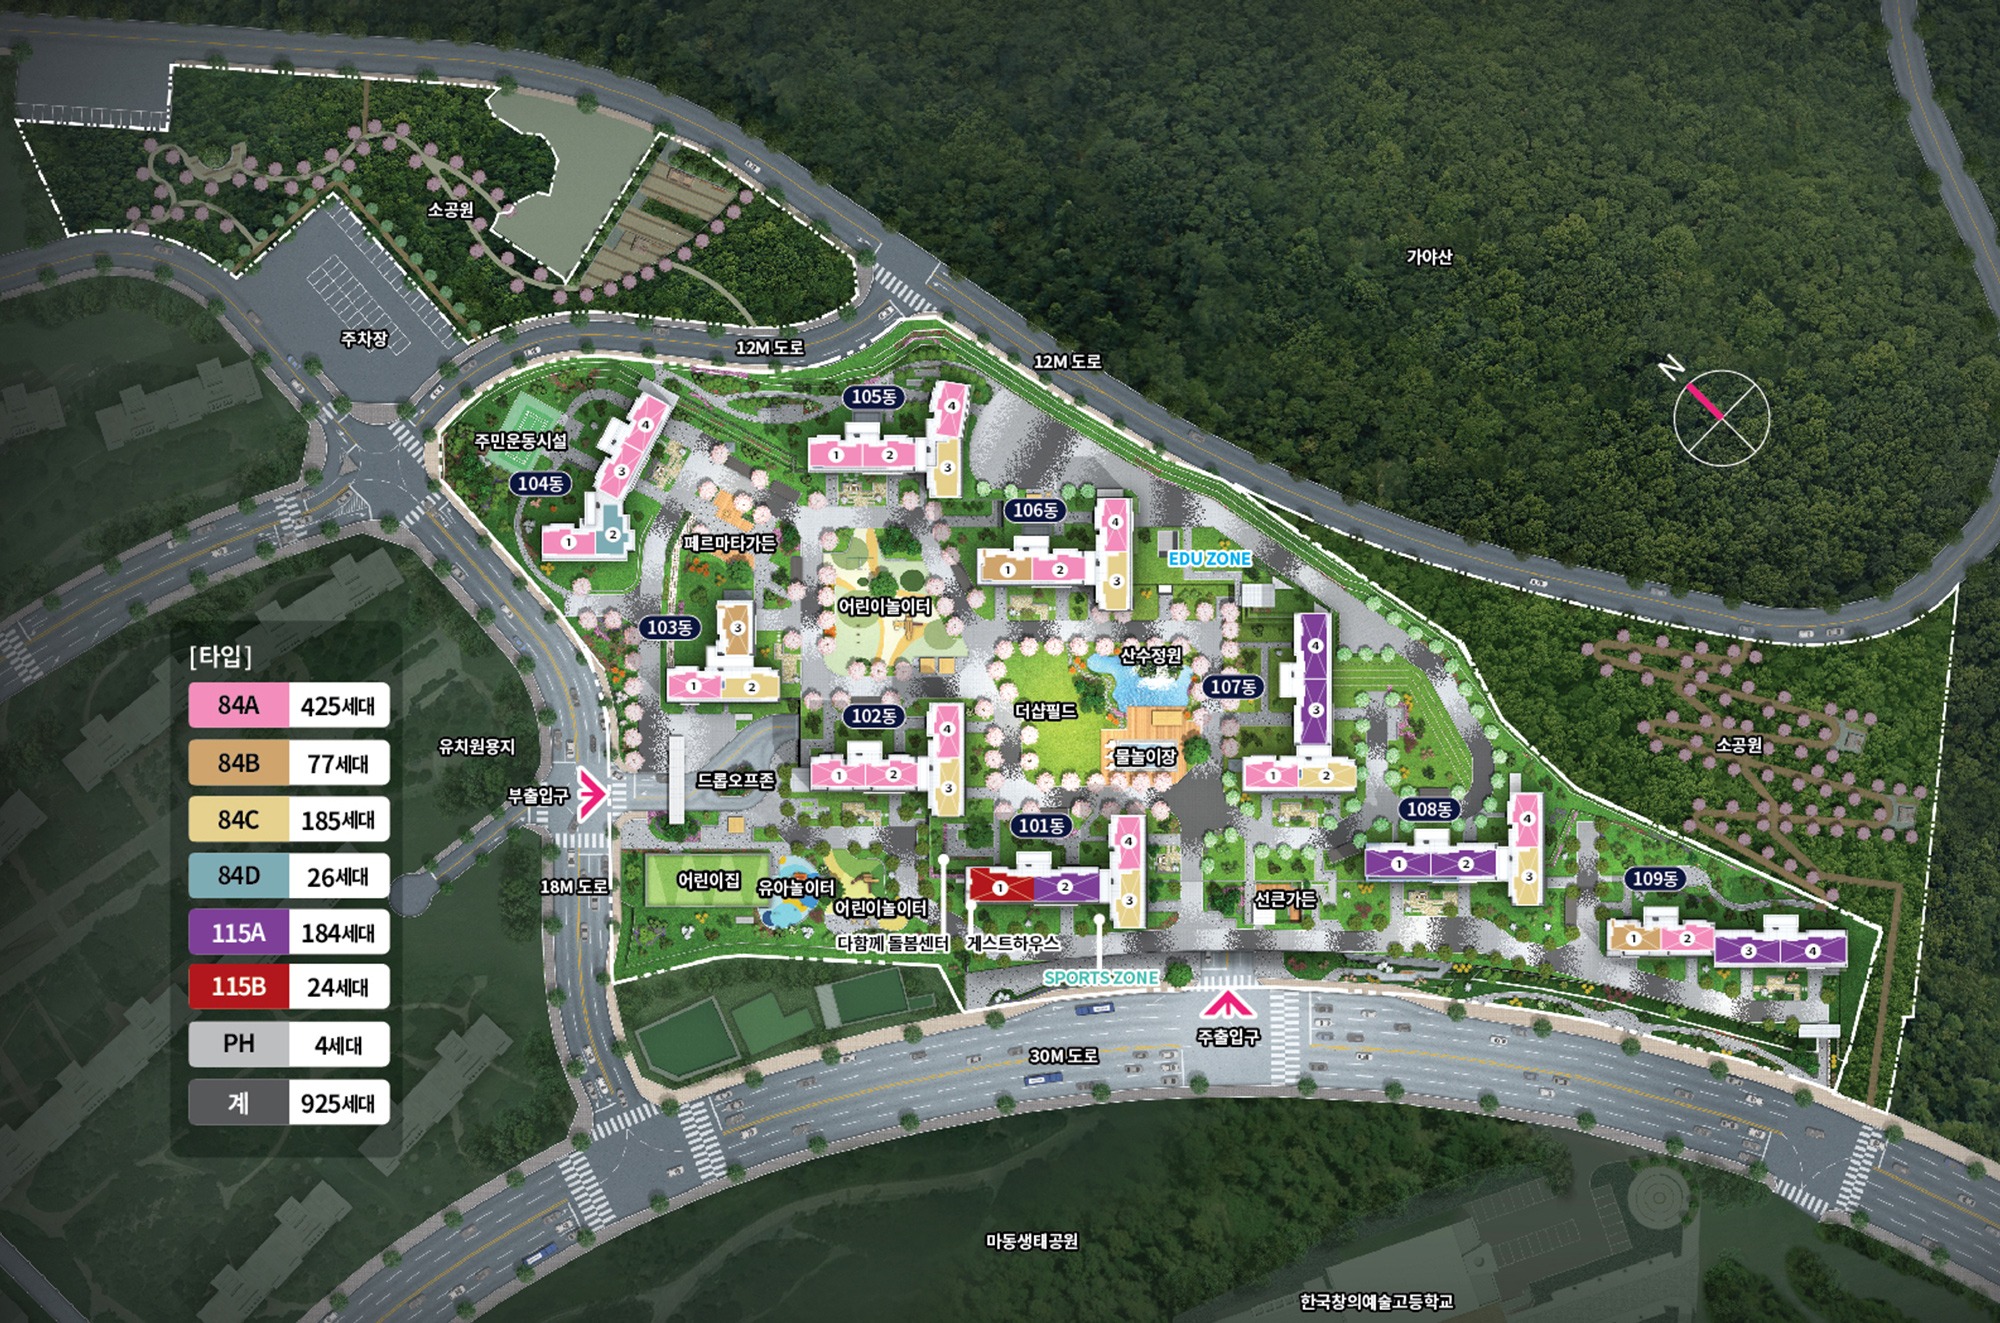 소공원
가야산
주차장
12M 도로
12M 도로
N
105동
4
1
2
3
주민운동시설
104동
4
3
1
2
페르마타가든
106동
4
1
2
3
EDU ZONE
어린이놀이터
103동
3
1
2
산수정원
107동
4
3
1
2
더샵필드
물놀이장
102동
4
1
2
3
소공원
유치원용지
부출입구
드롭오프존
101동
4
1
2
3
108동
4
1
2
3
109동
1
2
3
4
18M 도로
어린이집
유아놀이터
어린이놀이터
선큰가든
다함께 돌봄센터
게스트하우스
SPORTS ZONE
주출입구
30M 도로
마동생태공원
한국창의예술고등학교
[타입]
84A 425세대
84B 77세대
84C 185세대
84D 26세대
115A 184세대
115B 24세대
PH 4세대
계 925세대